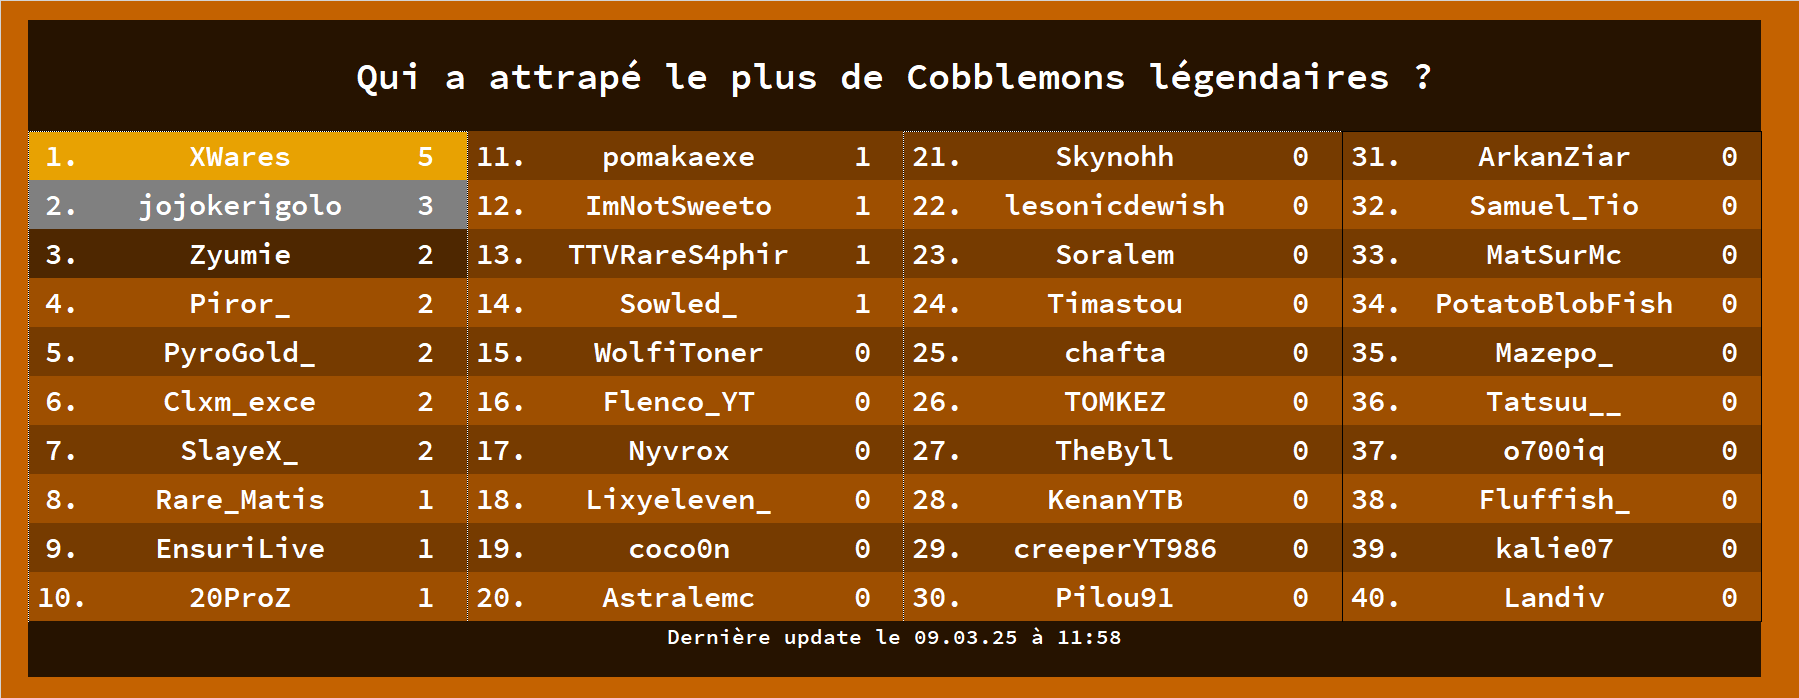 Qui a attrapé le plus de Cobblemons légendaires ?
1. XWares 5
2. jojokerigolo 3
3. Zyumie 2
4. Piror_ 2
5. PyroGold_ 2
6. Clxm_exce 2
7. SlayeX_ 2
8. Rare_Matis 1
9. EnsuriLive 1
10. 20ProZ 1
11. pomakaexe 1
12. ImNotSweeto 1
13. TTVRareS4phir 1
14. Sowled_ 1
15. WolfiToner 0
16. Flenco_YT 0
17. Nyvrox 0
18. Lixyeleven_ 0
19. coco0n 0
20. Astralemc 0
21. Skynohh 0
22. lesonicdewish 0
23. Soralem 0
24. Timastou 0
25. chafta 0
26. TOMKEZ 0
27. TheByll 0
28. KenanYTB 0
29. creeperYT986 0
30. Pilou91 0
31. ArkanZiar 0
32. Samuel_Tio 0
33. MatSurMc 0
34. PotatoBlobFish 0
35. Mazepo_ 0
36. Tatsuu__ 0
37. o700iq 0
38. Fluffish_ 0
39. kalie07 0
40. Landiv 0
Dernière update le 09.03.25 à 11:58